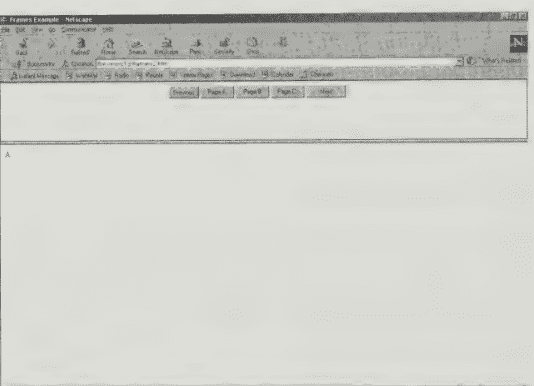 Frames Example - Netscape
File Edit View Go Communicator Help
Back Reload Home Search Netscape Print Security Shop
Bookmarks Location What's Related
Instant Message WebMail Radio People Yellow Pages Download Calendar Channels
Previous Page A Page B Page C Next
A